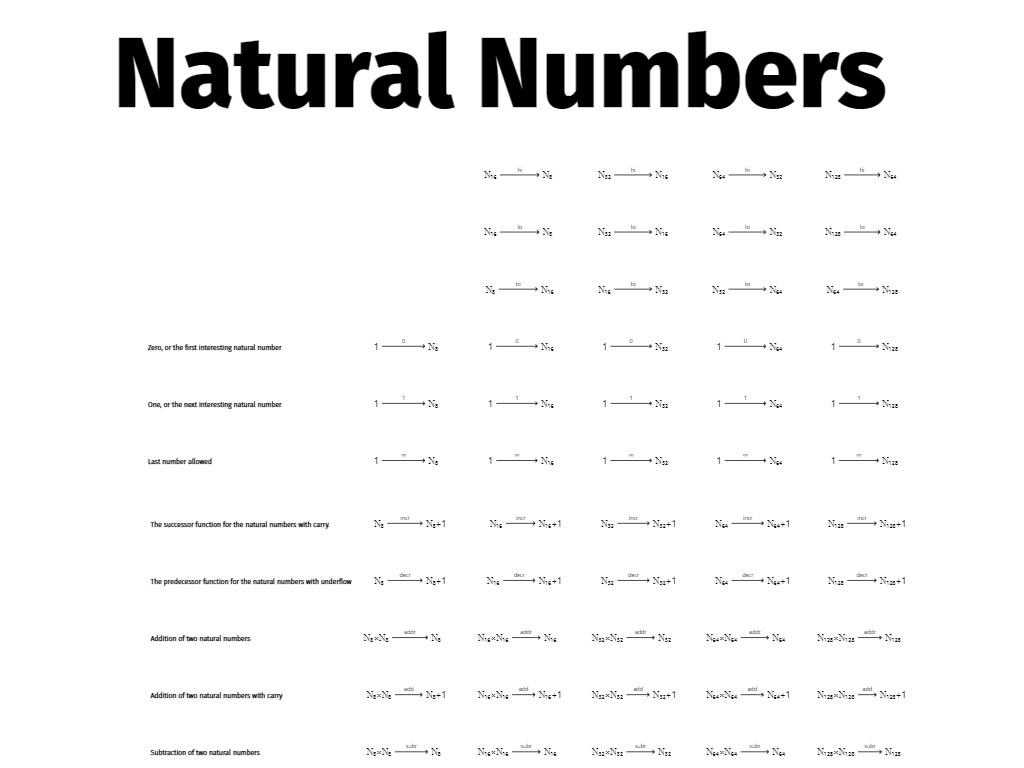 Natural Numbers
N₁₆ hi→ N₈ N₃₂ hi→ N₁₆ N₆₄ hi→ N₃₂ N₁₂₈ hi→ N₆₄
N₁₆ lo→ N₈ N₃₂ lo→ N₁₆ N₆₄ lo→ N₃₂ N₁₂₈ lo→ N₆₄
N₈ to→ N₁₆ N₁₆ to→ N₃₂ N₃₂ to→ N₆₄ N₆₄ to→ N₁₂₈
Zero, or the first interesting natural number 1 0→ N₈ 1 0→ N₁₆ 1 0→ N₃₂ 1 0→ N₆₄ 1 0→ N₁₂₈
One, or the next interesting natural number 1 1→ N₈ 1 1→ N₁₆ 1 1→ N₃₂ 1 1→ N₆₄ 1 1→ N₁₂₈
Last number allowed 1 ∞→ N₈ 1 ∞→ N₁₆ 1 ∞→ N₃₂ 1 ∞→ N₆₄ 1 ∞→ N₁₂₈
The successor function for the natural numbers with carry. N₈ incr→ N₈+1 N₁₆ incr→ N₁₆+1 N₃₂ incr→ N₃₂+1 N₆₄ incr→ N₆₄+1 N₁₂₈ incr→ N₁₂₈+1
The predecessor function for the natural numbers with underflow N₈ decr→ N₈+1 N₁₆ decr→ N₁₆+1 N₃₂ decr→ N₃₂+1 N₆₄ decr→ N₆₄+1 N₁₂₈ decr→ N₁₂₈+1
Addition of two natural numbers N₈×N₈ addr→ N₈ N₁₆×N₁₆ addr→ N₁₆ N₃₂×N₃₂ addr→ N₃₂ N₆₄×N₆₄ addr→ N₆₄ N₁₂₈×N₁₂₈ addr→ N₁₂₈
Addition of two natural numbers with carry N₈×N₈ add→ N₈+1 N₁₆×N₁₆ add→ N₁₆+1 N₃₂×N₃₂ add→ N₃₂+1 N₆₄×N₆₄ add→ N₆₄+1 N₁₂₈×N₁₂₈ add→ N₁₂₈+1
Subtraction of two natural numbers N₈×N₈ subr→ N₈ N₁₆×N₁₆ subr→ N₁₆ N₃₂×N₃₂ subr→ N₃₂ N₆₄×N₆₄ subr→ N₆₄ N₁₂₈×N₁₂₈ subr→ N₁₂₈